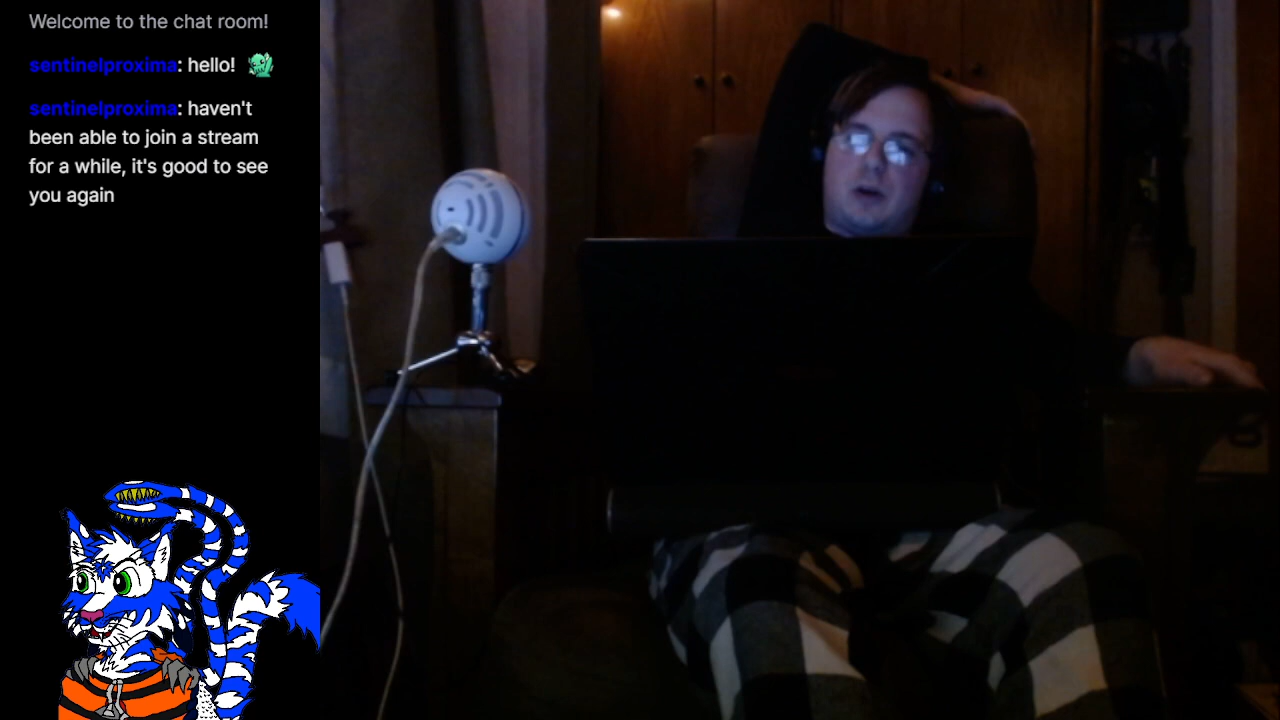 Welcome to the chat room!
sentinelproxima: hello!
sentinelproxima: haven't
been able to join a stream
for a while, it's good to see
you again